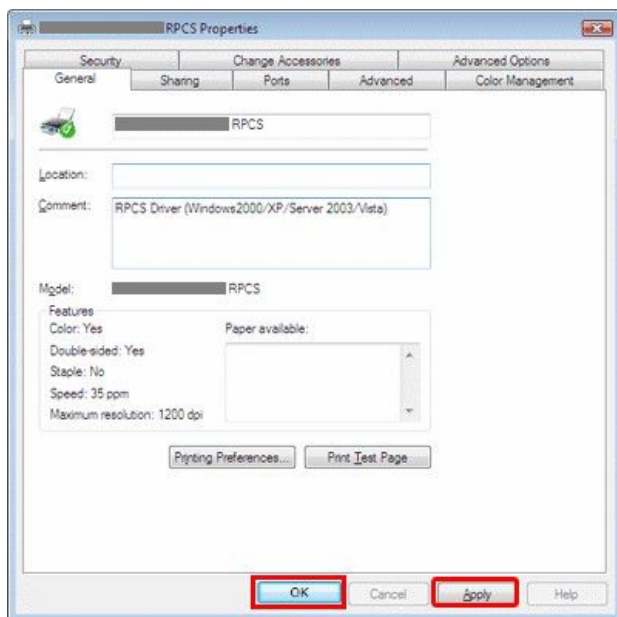 RPCS Properties
Security Change Accessories Advanced Options
General Sharing Ports Advanced Color Management
RPCS
Location:
Comment: RPCS Driver (Windows2000/XP/Server 2003/Vista)
Model: RPCS
Features
Color: Yes Paper available:
Double-sided: Yes
Staple: No
Speed: 35 ppm
Maximum resolution: 1200 dpi
Printing Preferences... Print Test Page
OK Cancel Apply Help